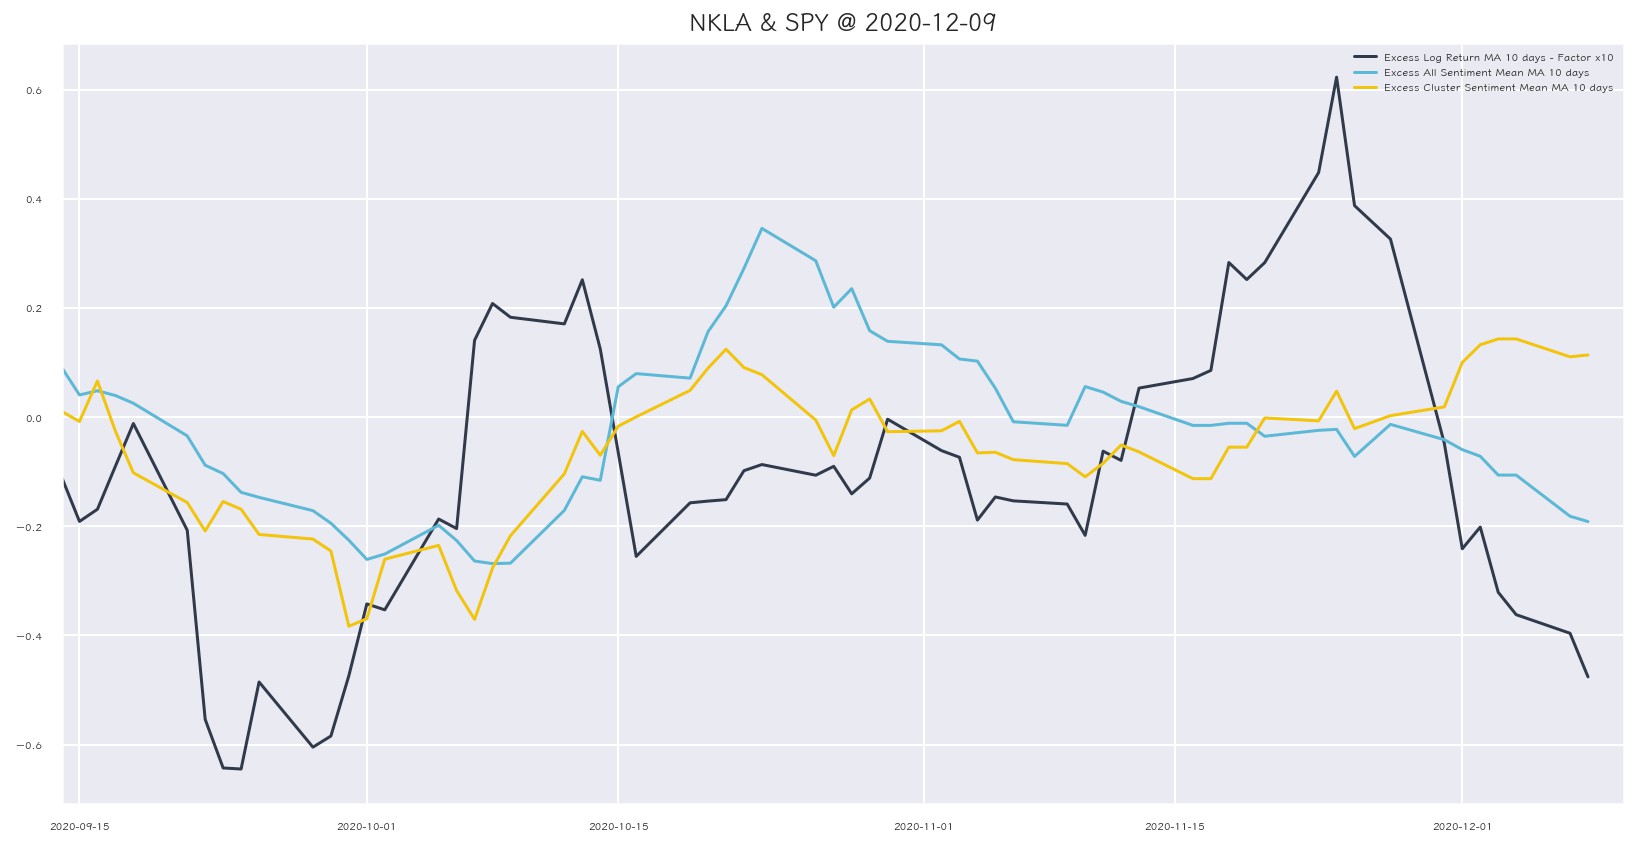 NKLA & SPY @ 2020-12-09
Excess Log Return MA 10 days - Factor x10
Excess All Sentiment Mean MA 10 days
Excess Cluster Sentiment Mean MA 10 days
0.6
0.4
0.2
0.0
−0.2
−0.4
−0.6
2020-09-15 2020-10-01 2020-10-15 2020-11-01 2020-11-15 2020-12-01